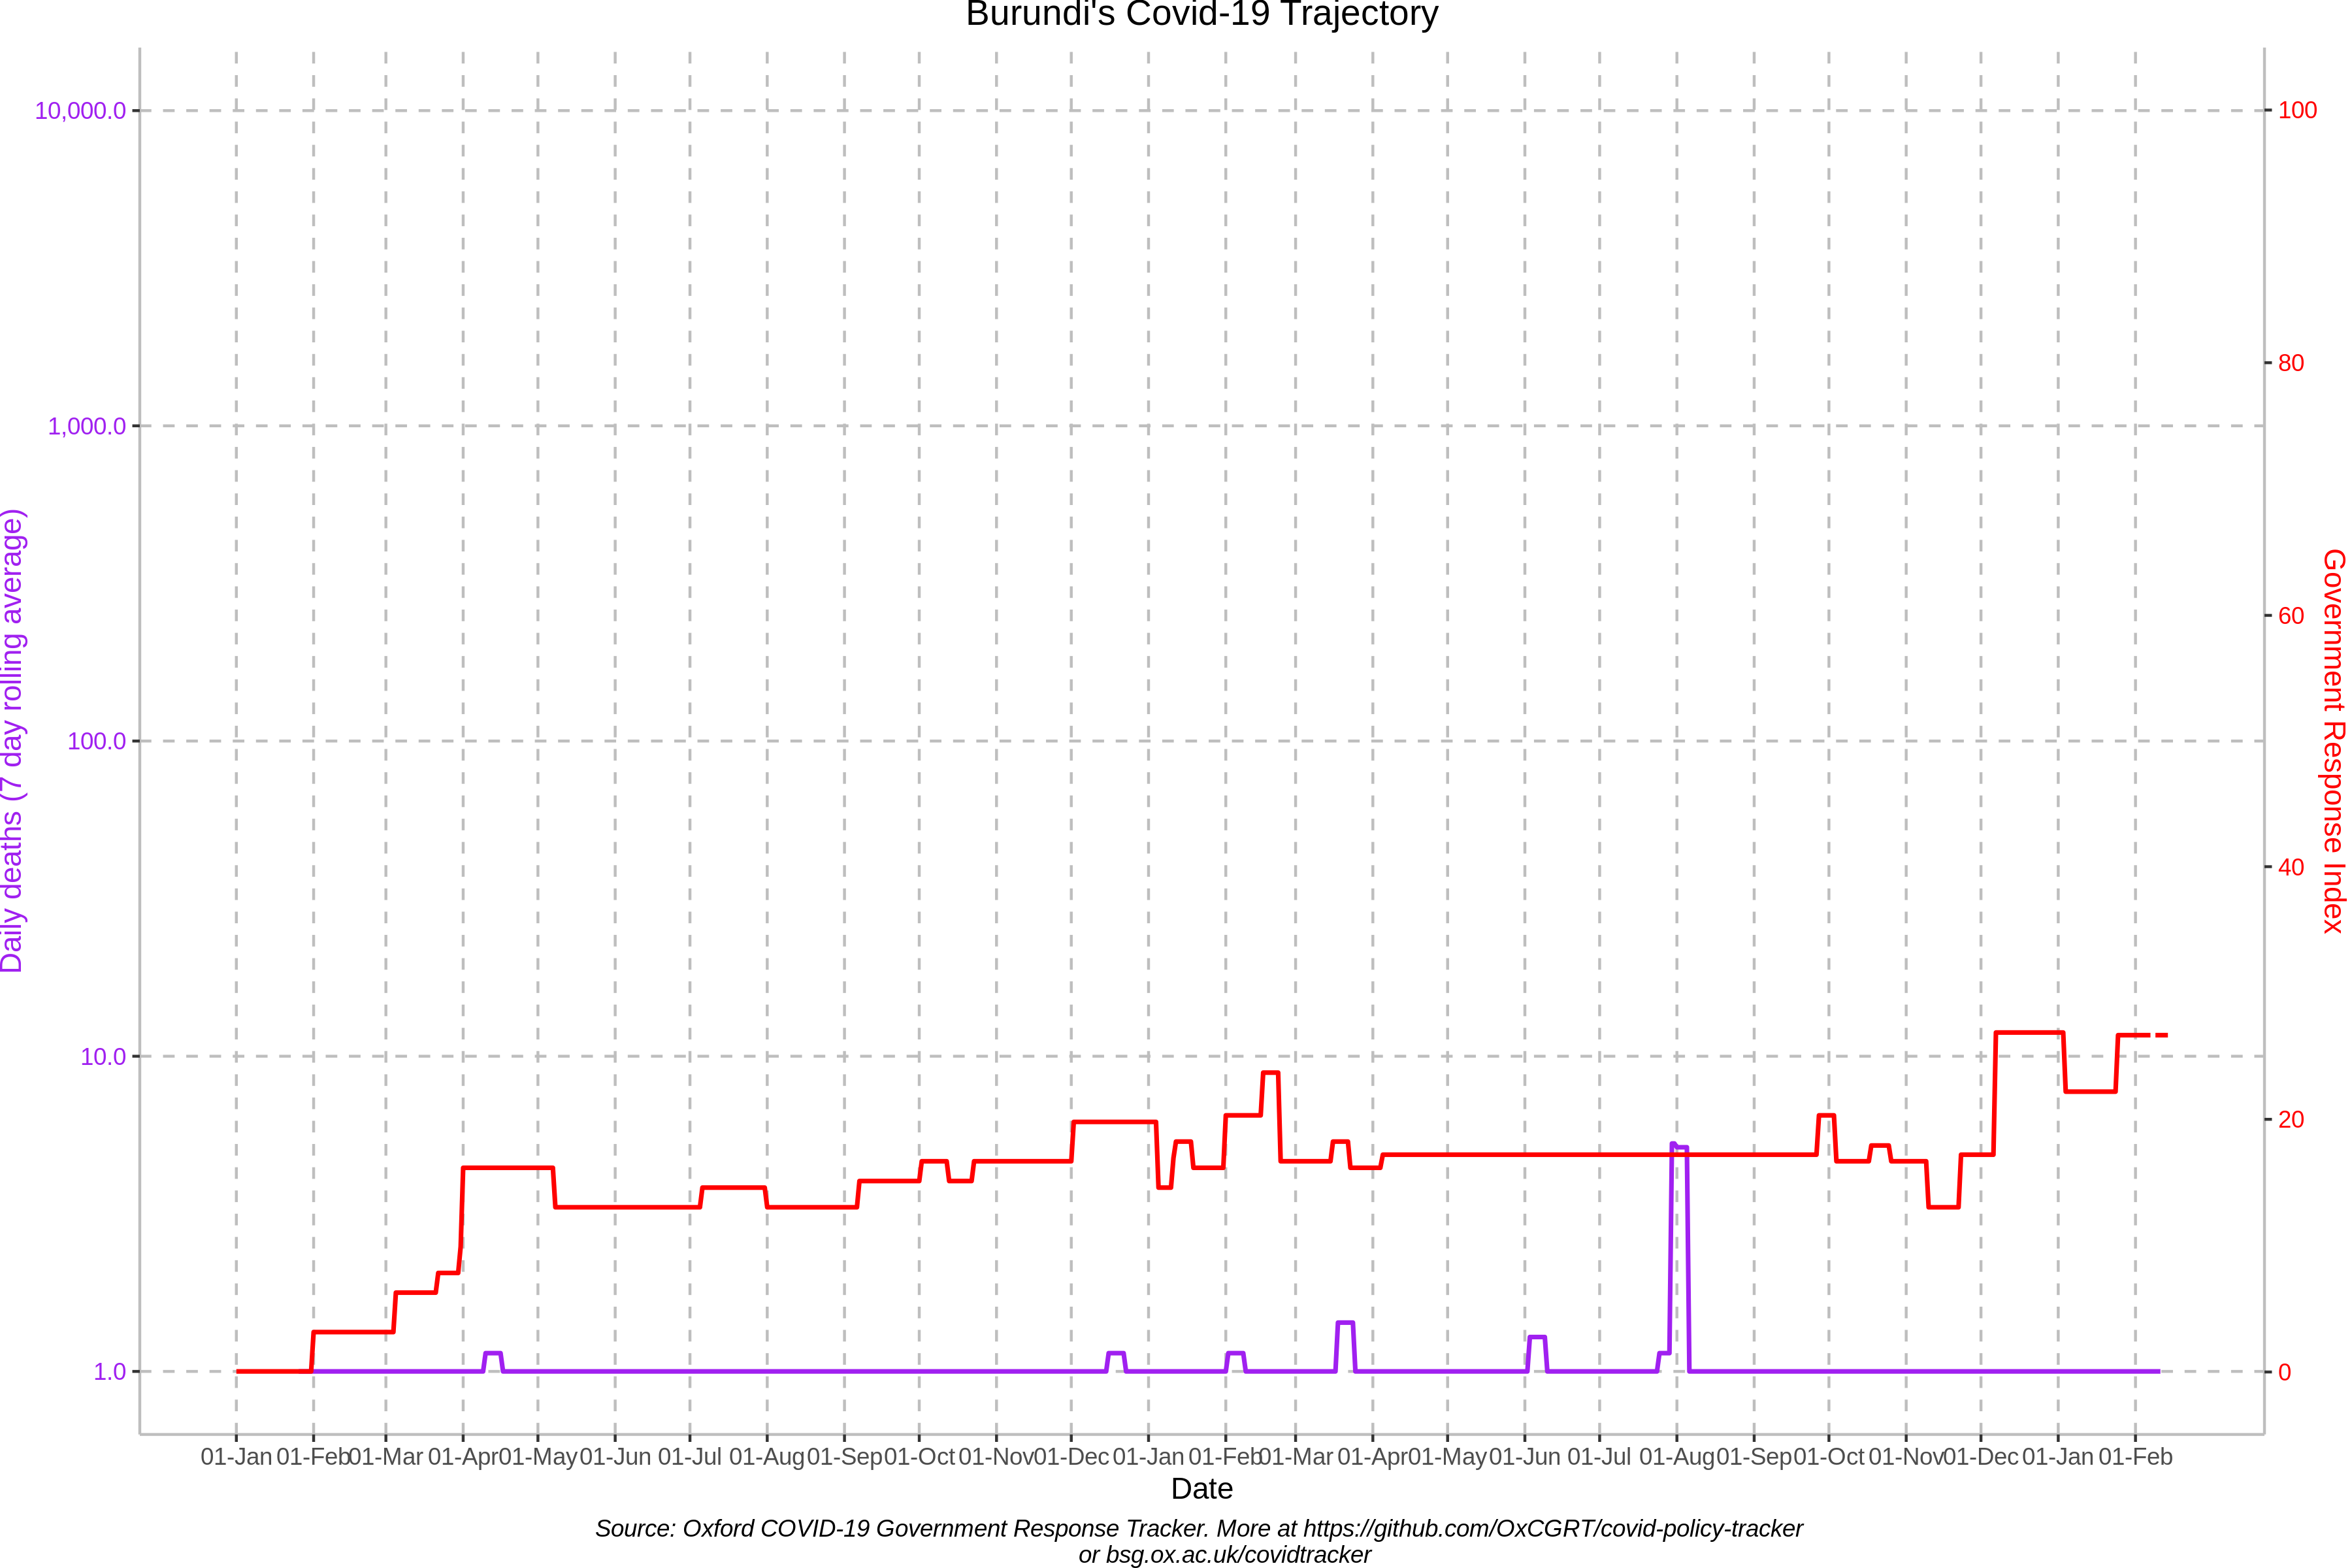 Burundi's Covid-19 Trajectory
10,000.0
1,000.0
100.0
10.0
1.0
Daily deaths (7 day rolling average)
100
80
60
40
20
0
Government Response Index
01-Jan 01-Feb 01-Mar 01-Apr 01-May 01-Jun 01-Jul 01-Aug 01-Sep 01-Oct 01-Nov 01-Dec 01-Jan 01-Feb 01-Mar 01-Apr 01-May 01-Jun 01-Jul 01-Aug 01-Sep 01-Oct 01-Nov 01-Dec 01-Jan 01-Feb
Date
Source: Oxford COVID-19 Government Response Tracker. More at https://github.com/OxCGRT/covid-policy-tracker
or bsg.ox.ac.uk/covidtracker